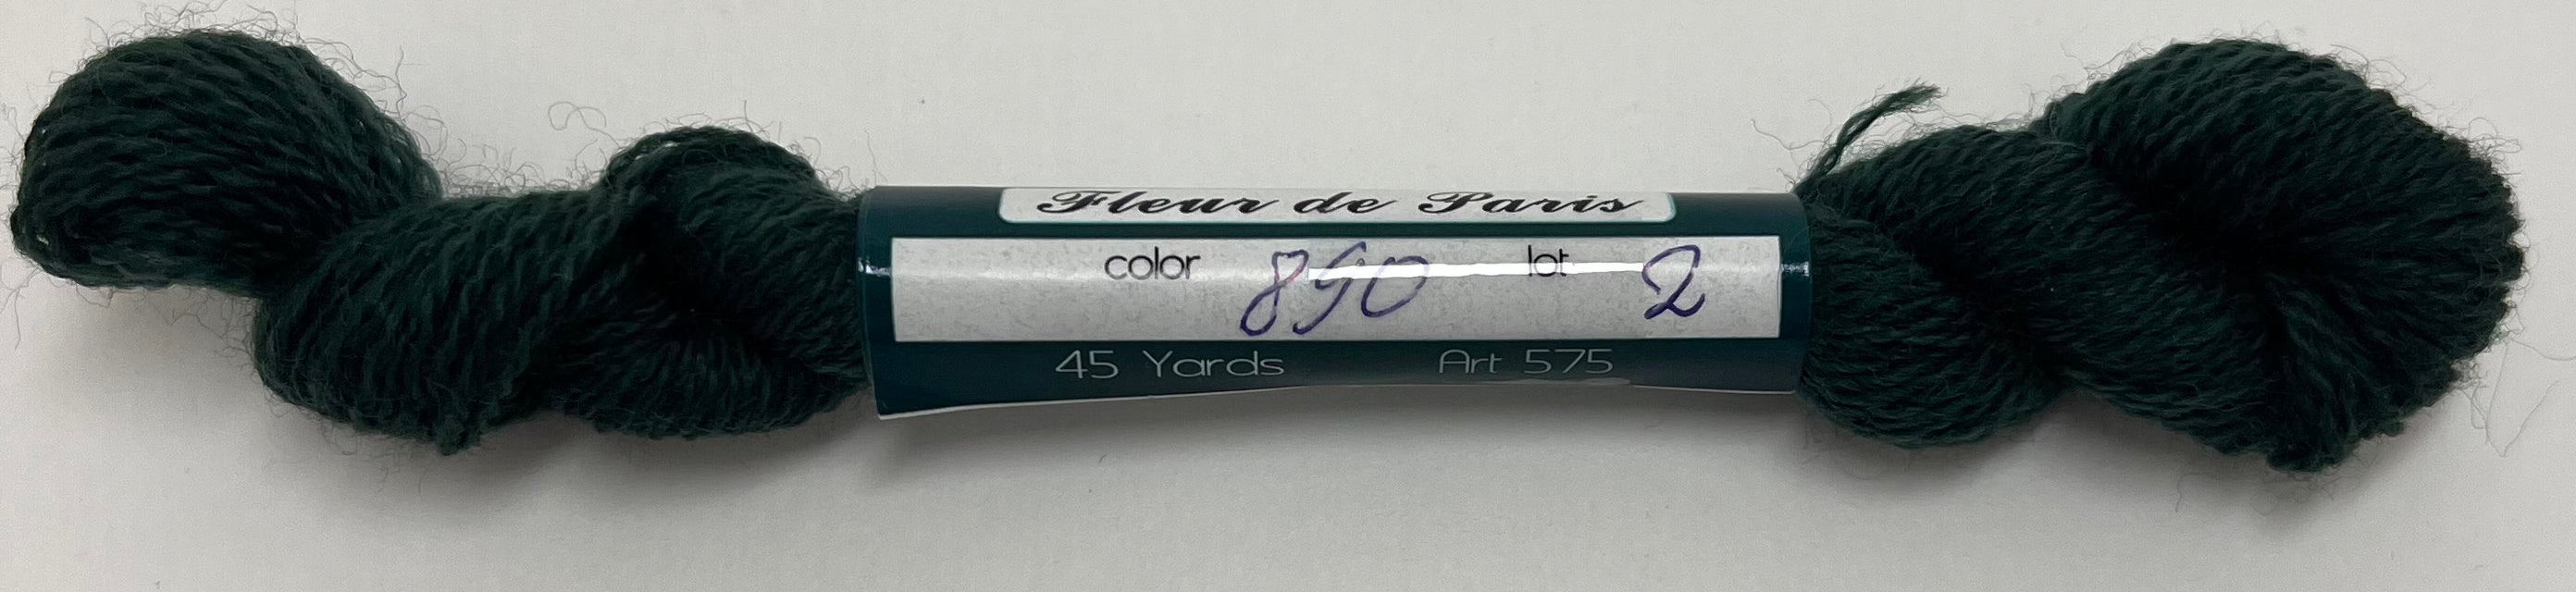 Fleur de Paris
color 890 lot 2
45 Yards Art 575